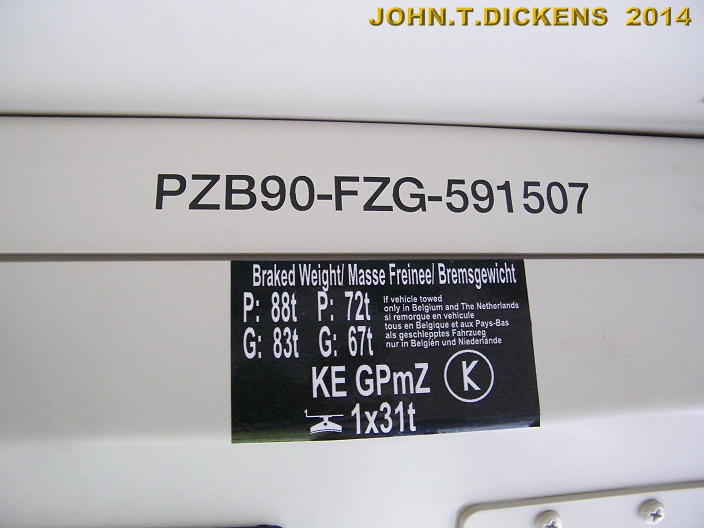 JOHN.T.DICKENS 2014
PZB90-FZG-591507
Braked Weight/ Masse Freinee/ Bremsgewicht
P: 88t P: 72t
G: 83t G: 67t
If vehicle towed
only in Belgium and The Netherlands
si remorque en vehicule
tous en Belgique et aux Pays-Bas
als geschlepptes Fahrzieg
nur in Belgien und Niederlande
KE GPmZ K
1x31t